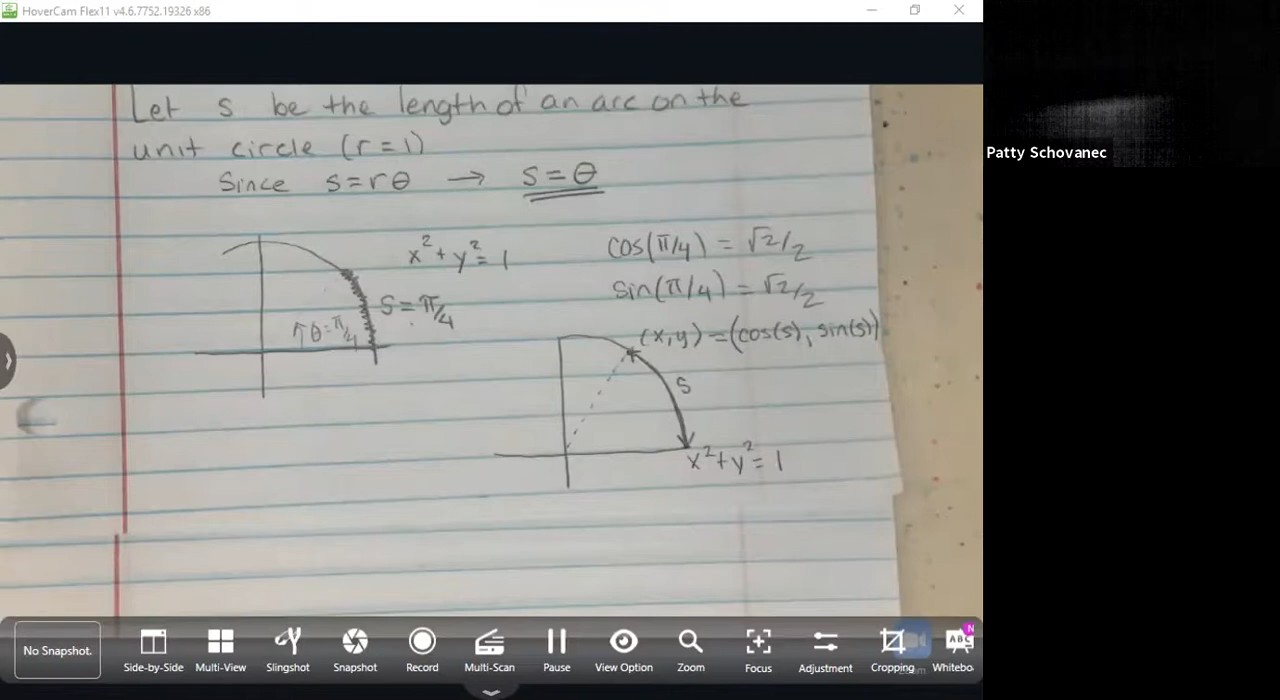 HoverCam Flex11 v4.6.7752.19326 x86
Let s be the length of an arc on the
unit circle (r=1)
Since s=rθ → s=θ
x²+y²=1
s=π/4
↑θ=π/4
cos(π/4) = √2/2
sin(π/4) = √2/2
(x,y) = (cos(s), sin(s))
s
x²+y²=1
Patty Schovanec
No Snapshot.
Side-by-Side
Multi-View
Slingshot
Snapshot
Record
Multi-Scan
Pause
View Option
Zoom
Focus
Adjustment
Cropping
Zoom
ABC
N
Whiteboa